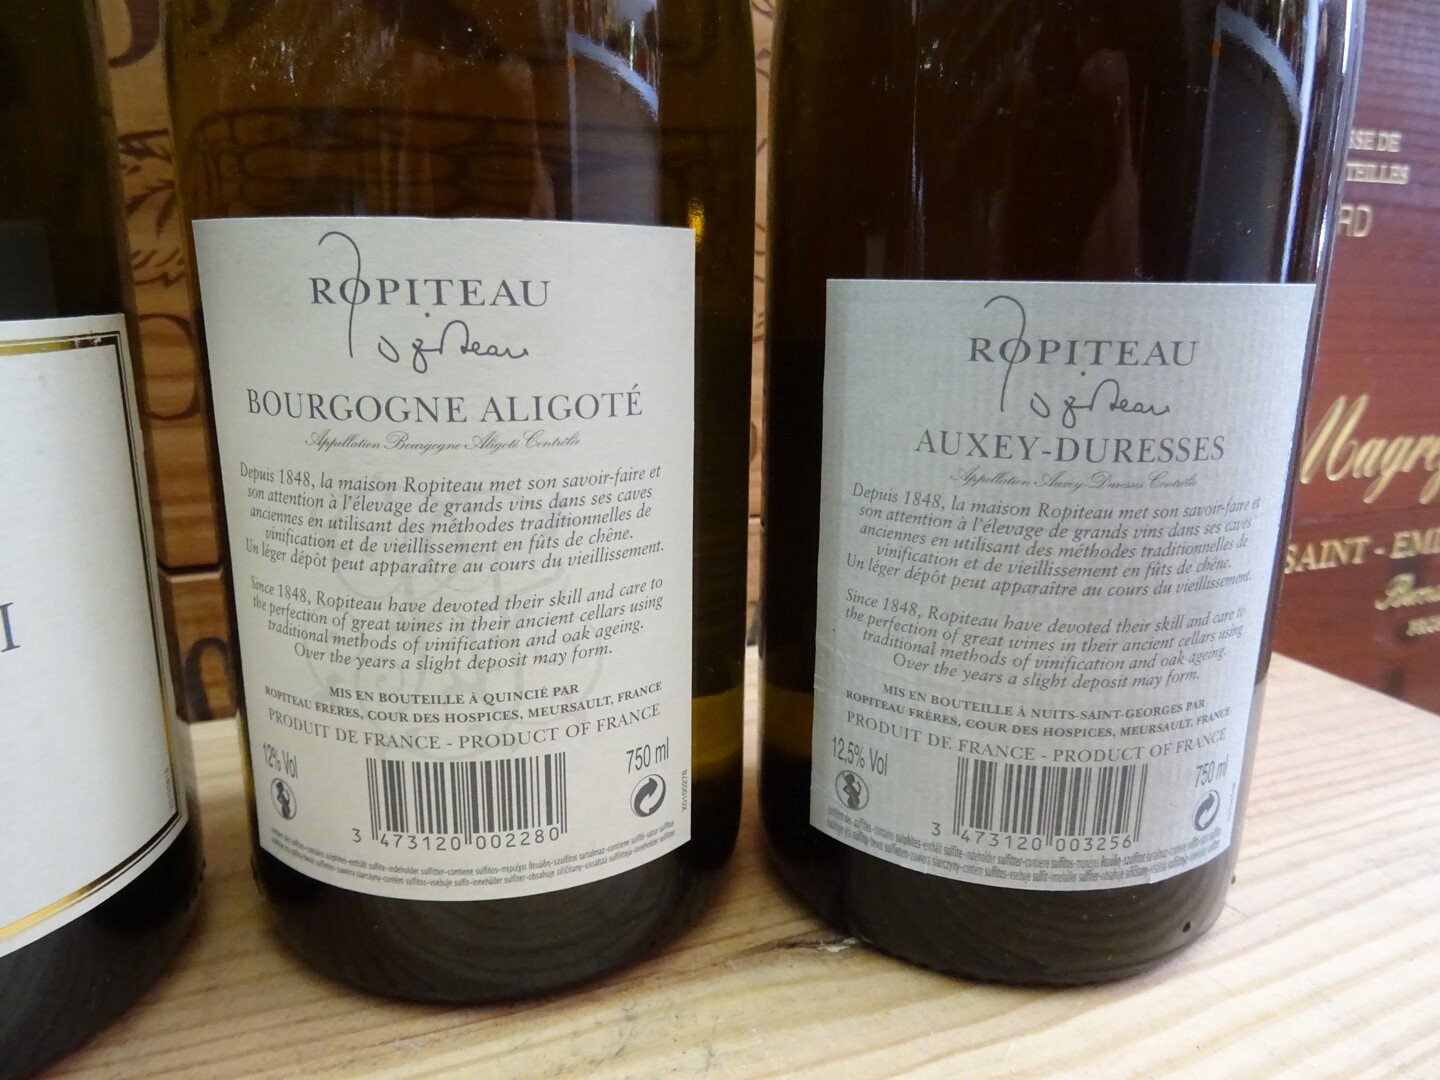 I
ROPITEAU
Ropiteau
BOURGOGNE ALIGOTÉ
Appellation Bourgogne Aligoté Contrôlée
Depuis 1848, la maison Ropiteau met son savoir-faire et
son attention à l'élevage de grands vins dans ses caves
anciennes en utilisant des méthodes traditionnelles de
vinification et de vieillissement en fûts de chêne.
Un léger dépôt peut apparaître au cours du vieillissement.
Since 1848, Ropiteau have devoted their skill and care to
the perfection of great wines in their ancient cellars using
traditional methods of vinification and oak ageing.
Over the years a slight deposit may form.
MIS EN BOUTEILLE À QUINCIÉ PAR
ROPITEAU FRÈRES, COUR DES HOSPICES, MEURSAULT, FRANCE
PRODUIT DE FRANCE - PRODUCT OF FRANCE
12% Vol
750 ml
3 473120 002280
X0100276
ROPITEAU
Ropiteau
AUXEY-DURESSES
Appellation Auxey-Duresses Contrôlée
Depuis 1848, la maison Ropiteau met son savoir-faire et
son attention à l'élevage de grands vins dans ses caves
anciennes en utilisant des méthodes traditionnelles de
vinification et de vieillissement en fûts de chêne.
Un léger dépôt peut apparaître au cours du vieillissement.
Since 1848, Ropiteau have devoted their skill and care to
the perfection of great wines in their ancient cellars using
traditional methods of vinification and oak ageing.
Over the years a slight deposit may form.
MIS EN BOUTEILLE À NUITS-SAINT-GEORGES PAR
ROPITEAU FRÈRES, COUR DES HOSPICES, MEURSAULT, FRANCE
PRODUIT DE FRANCE - PRODUCT OF FRANCE
12,5% Vol
750 ml
3 473120 003256
SSE DE
TEILLES
RD
Magre
SAINT - EMI